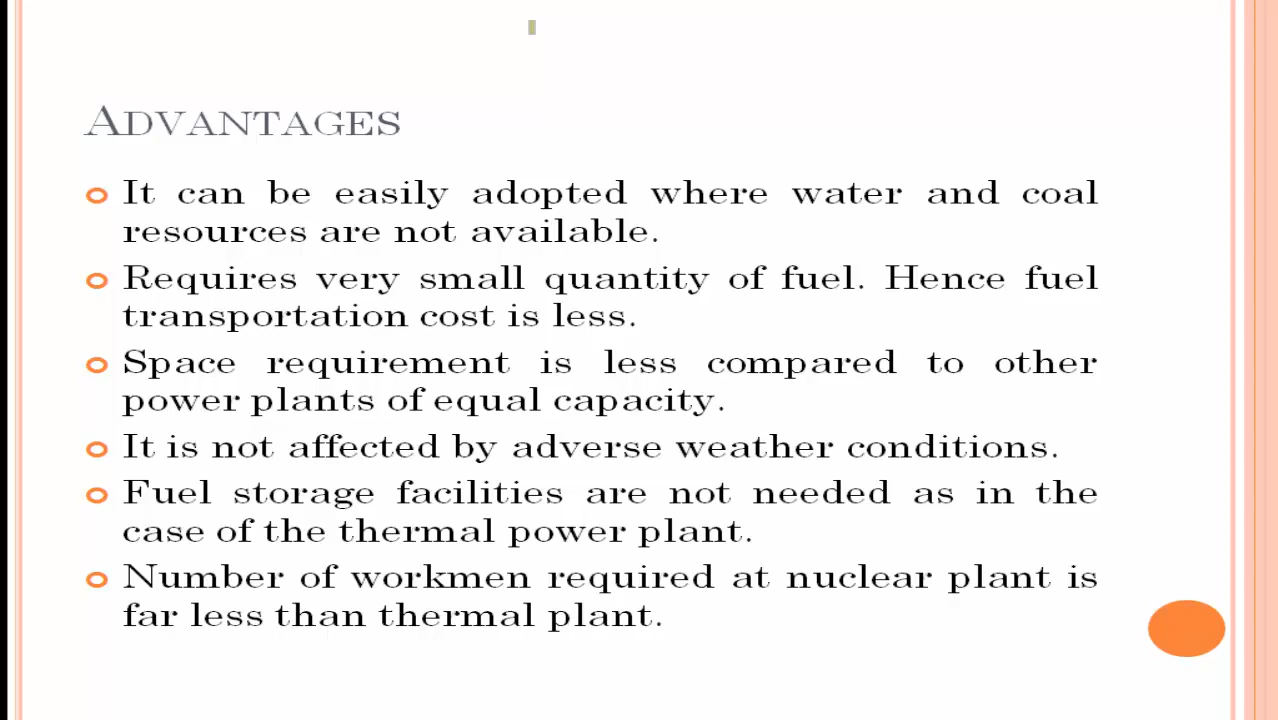 Advantages
It can be easily adopted where water and coal
resources are not available.
Requires very small quantity of fuel. Hence fuel
transportation cost is less.
Space requirement is less compared to other
power plants of equal capacity.
It is not affected by adverse weather conditions.
Fuel storage facilities are not needed as in the
case of the thermal power plant.
Number of workmen required at nuclear plant is
far less than thermal plant.